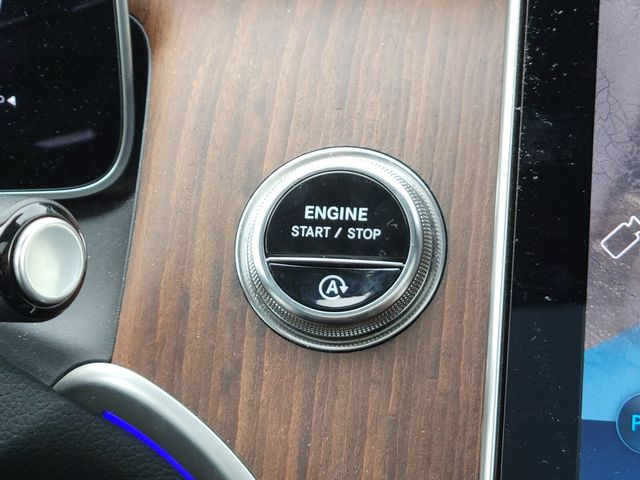 ENGINE
START / STOP
A
P